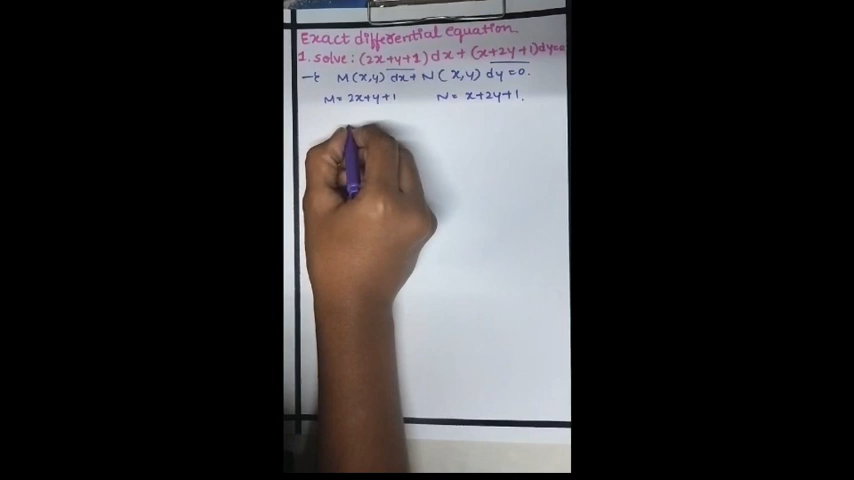 Exact differential equation.
1. solve: (2x+y+1) dx + (x+2y+1)dy=0
M(x,y) dx + N(x,y) dy =0.
M= 2x+y+1 N= x+2y+1.